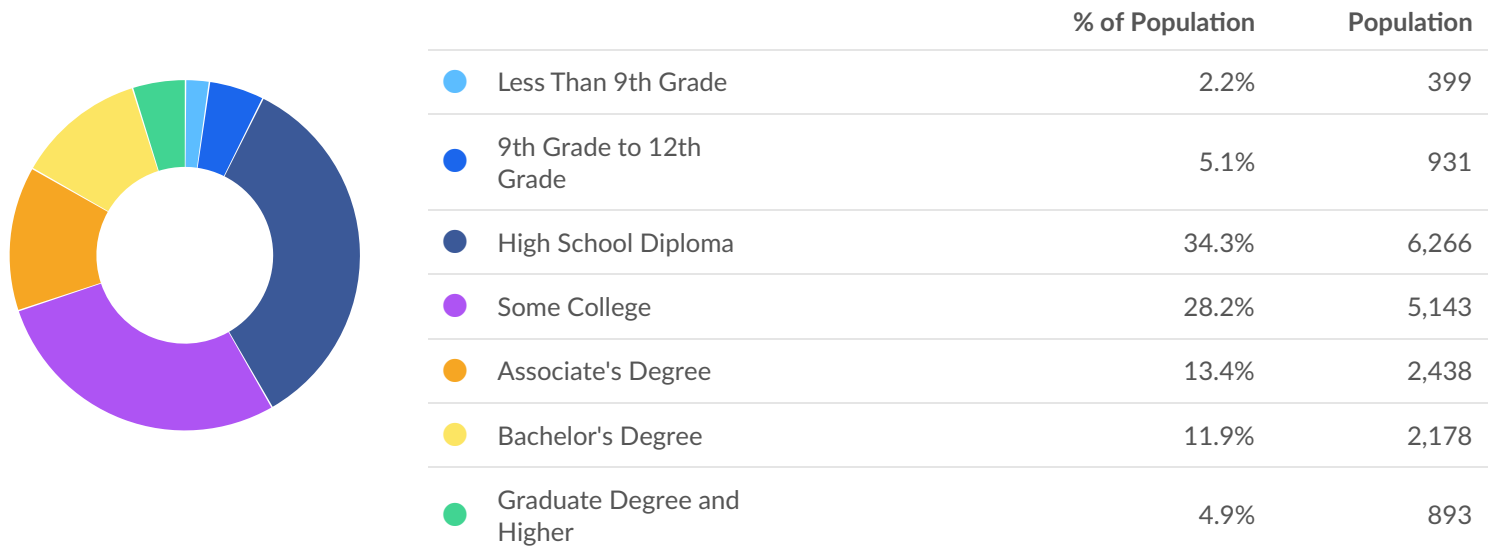 % of Population Population
Less Than 9th Grade 2.2% 399
9th Grade to 12th
Grade 5.1% 931
High School Diploma 34.3% 6,266
Some College 28.2% 5,143
Associate's Degree 13.4% 2,438
Bachelor's Degree 11.9% 2,178
Graduate Degree and
Higher 4.9% 893